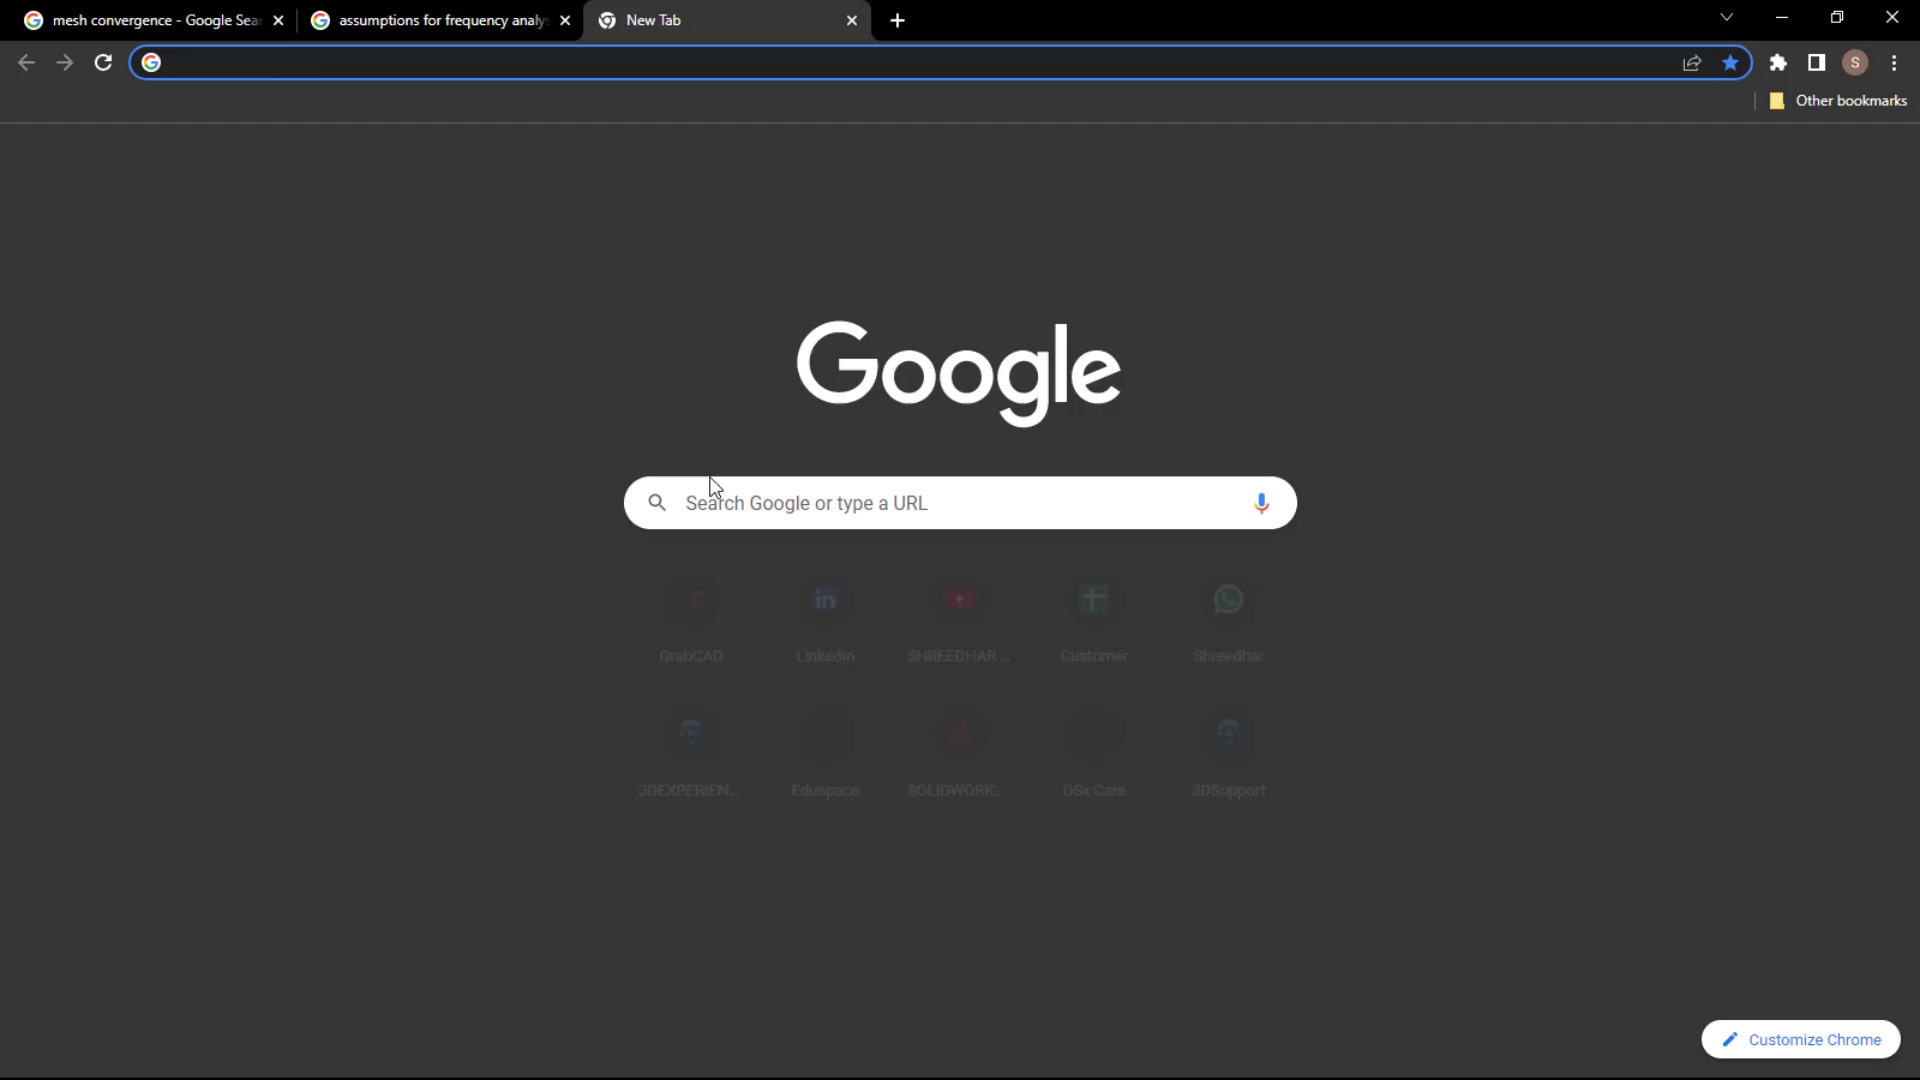 mesh convergence - Google Sea
assumptions for frequency analy
New Tab
S
Other bookmarks
Google
Search Google or type a URL
GrabCAD
LinkedIn
SHREEDHAR ...
Customer
Shreedhar
3DEXPERIEN...
Eduspace
SOLIDWORK...
DSx Care
3DSupport
Customize Chrome